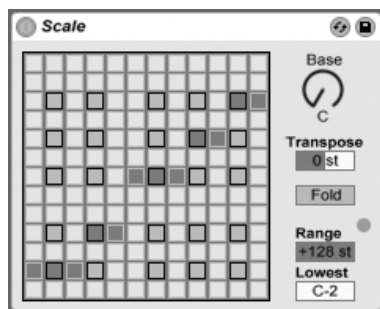 Scale
Base
C
Transpose
0 st
Fold
Range
+128 st
Lowest
C-2